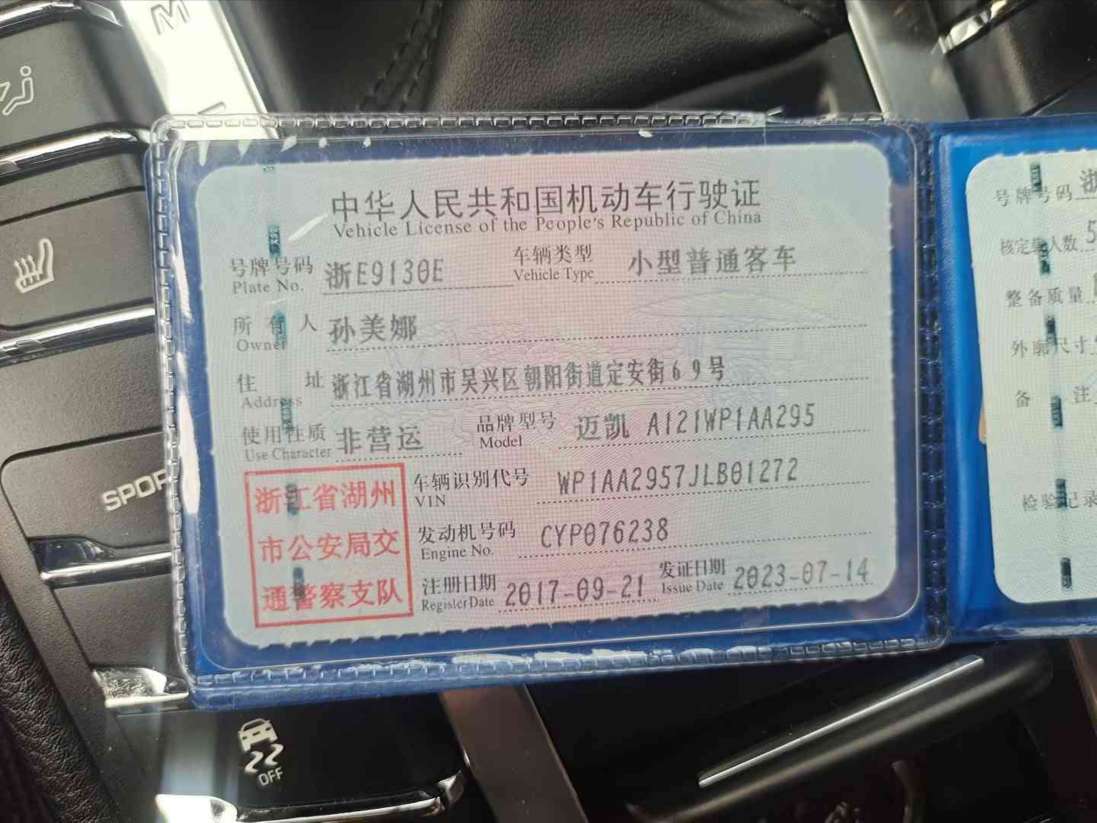 M
中华人民共和国机动车行驶证
Vehicle License of the People's Republic of China
号牌号码 浙E9130E 车辆类型 小型普通客车
Plate No. Vehicle Type
所有人 孙美娜
Owner
住址 浙江省湖州市吴兴区朝阳街道定安街69号
Address
使用性质 非营运 品牌型号 迈凯 A121WP1AA295
Use Character Model
车辆识别代号 WP1AA2957JLB01272
VIN
发动机号码 CYP076238
Engine No.
注册日期 2017-09-21 发证日期 2023-07-14
Register Date Issue Date
浙江省湖州
市公安局交
通警察支队
号牌号码 浙
核定载人数 5
整备质量
外廓尺寸
备注
检验记录
SPOR
OFF